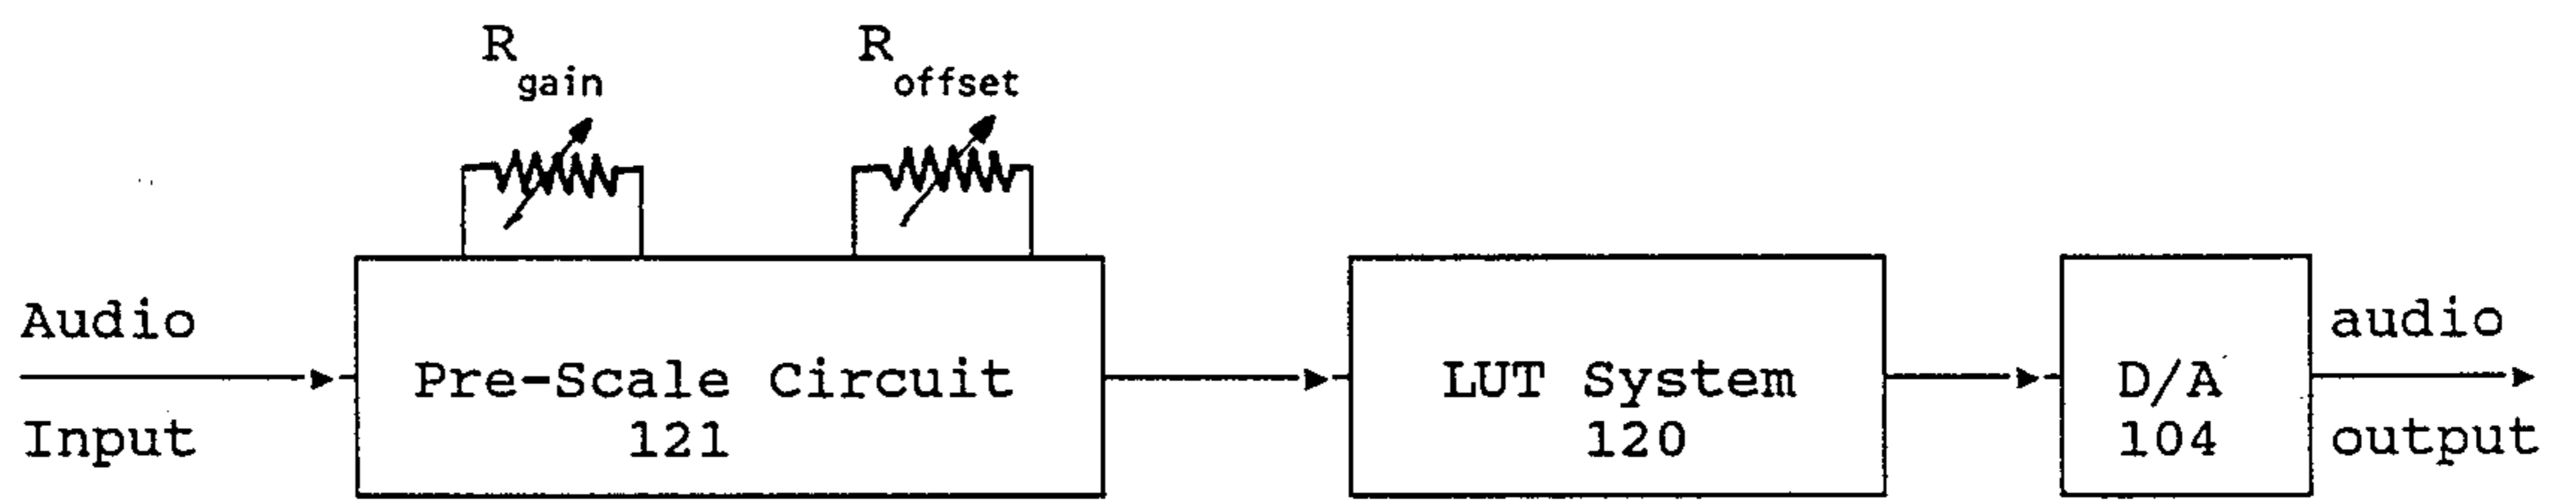 R gain
R offset
Audio
Input
Pre-Scale Circuit
121
LUT System
120
D/A
104
audio
output